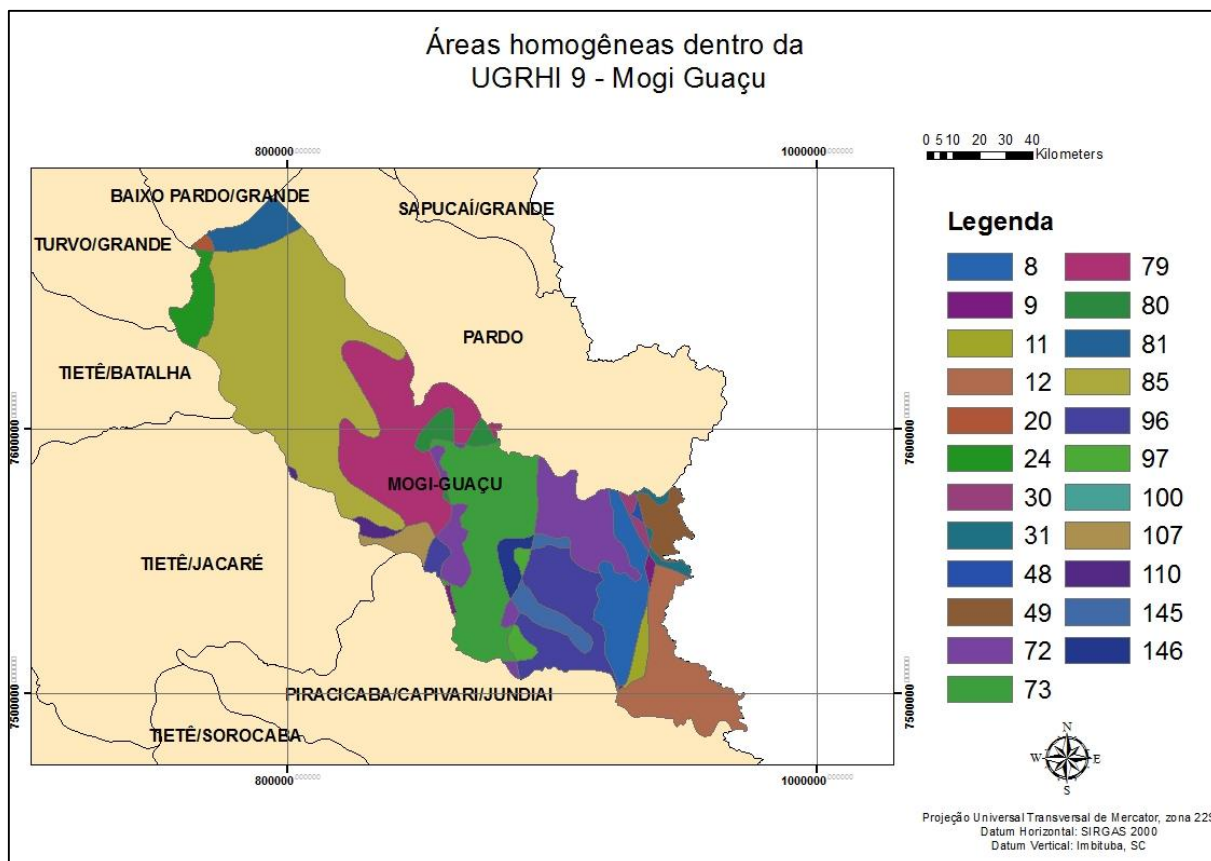 Áreas homogêneas dentro da
UGRHI 9 - Mogi Guaçu
0 5 10 20 30 40
Kilometers
800000 1000000
BAIXO PARDO/GRANDE
SAPUCAÍ/GRANDE
TURVO/GRANDE
PARDO
TIETÊ/BATALHA
7600000 7600000
MOGI-GUAÇU
TIETÊ/JACARÉ
PIRACICABA/CAPIVARI/JUNDIAI
7500000 7500000
TIETÊ/SOROCABA
800000 1000000
Legenda
8 79
9 80
11 81
12 85
20 96
24 97
30 100
31 107
48 110
49 145
72 146
73
N
W E
S
Projeção Universal Transversal de Mercator, zona 22S
Datum Horizontal: SIRGAS 2000
Datum Vertical: Imbituba, SC